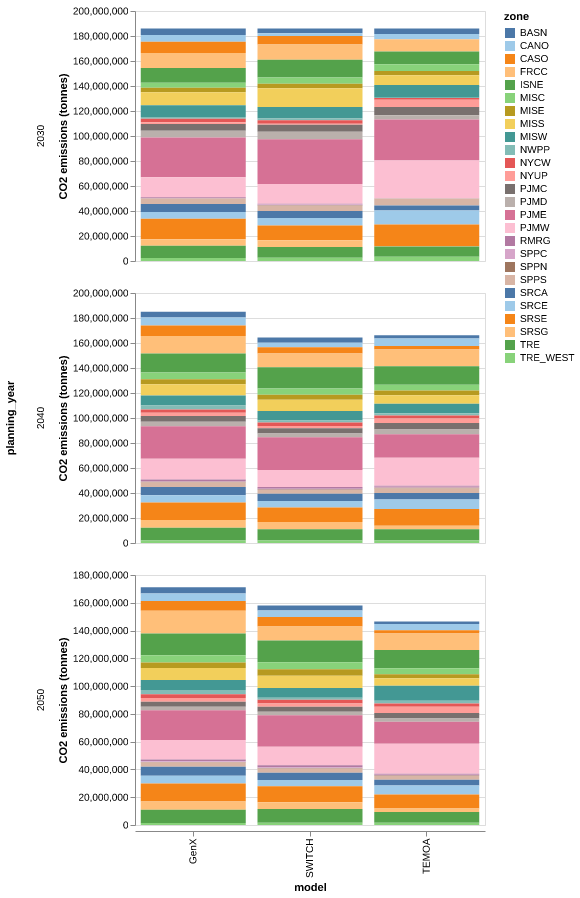 zone
BASN
CANO
CASO
FRCC
ISNE
MISC
MISE
MISS
MISW
NWPP
NYCW
NYUP
PJMC
PJMD
PJME
PJMW
RMRG
SPPC
SPPN
SPPS
SRCA
SRCE
SRSE
SRSG
TRE
TRE_WEST
planning_year
2030
CO2 emissions (tonnes)
200,000,000
180,000,000
160,000,000
140,000,000
120,000,000
100,000,000
80,000,000
60,000,000
40,000,000
20,000,000
0
2040
CO2 emissions (tonnes)
200,000,000
180,000,000
160,000,000
140,000,000
120,000,000
100,000,000
80,000,000
60,000,000
40,000,000
20,000,000
0
2050
CO2 emissions (tonnes)
180,000,000
160,000,000
140,000,000
120,000,000
100,000,000
80,000,000
60,000,000
40,000,000
20,000,000
0
GenX
SWITCH
TEMOA
model